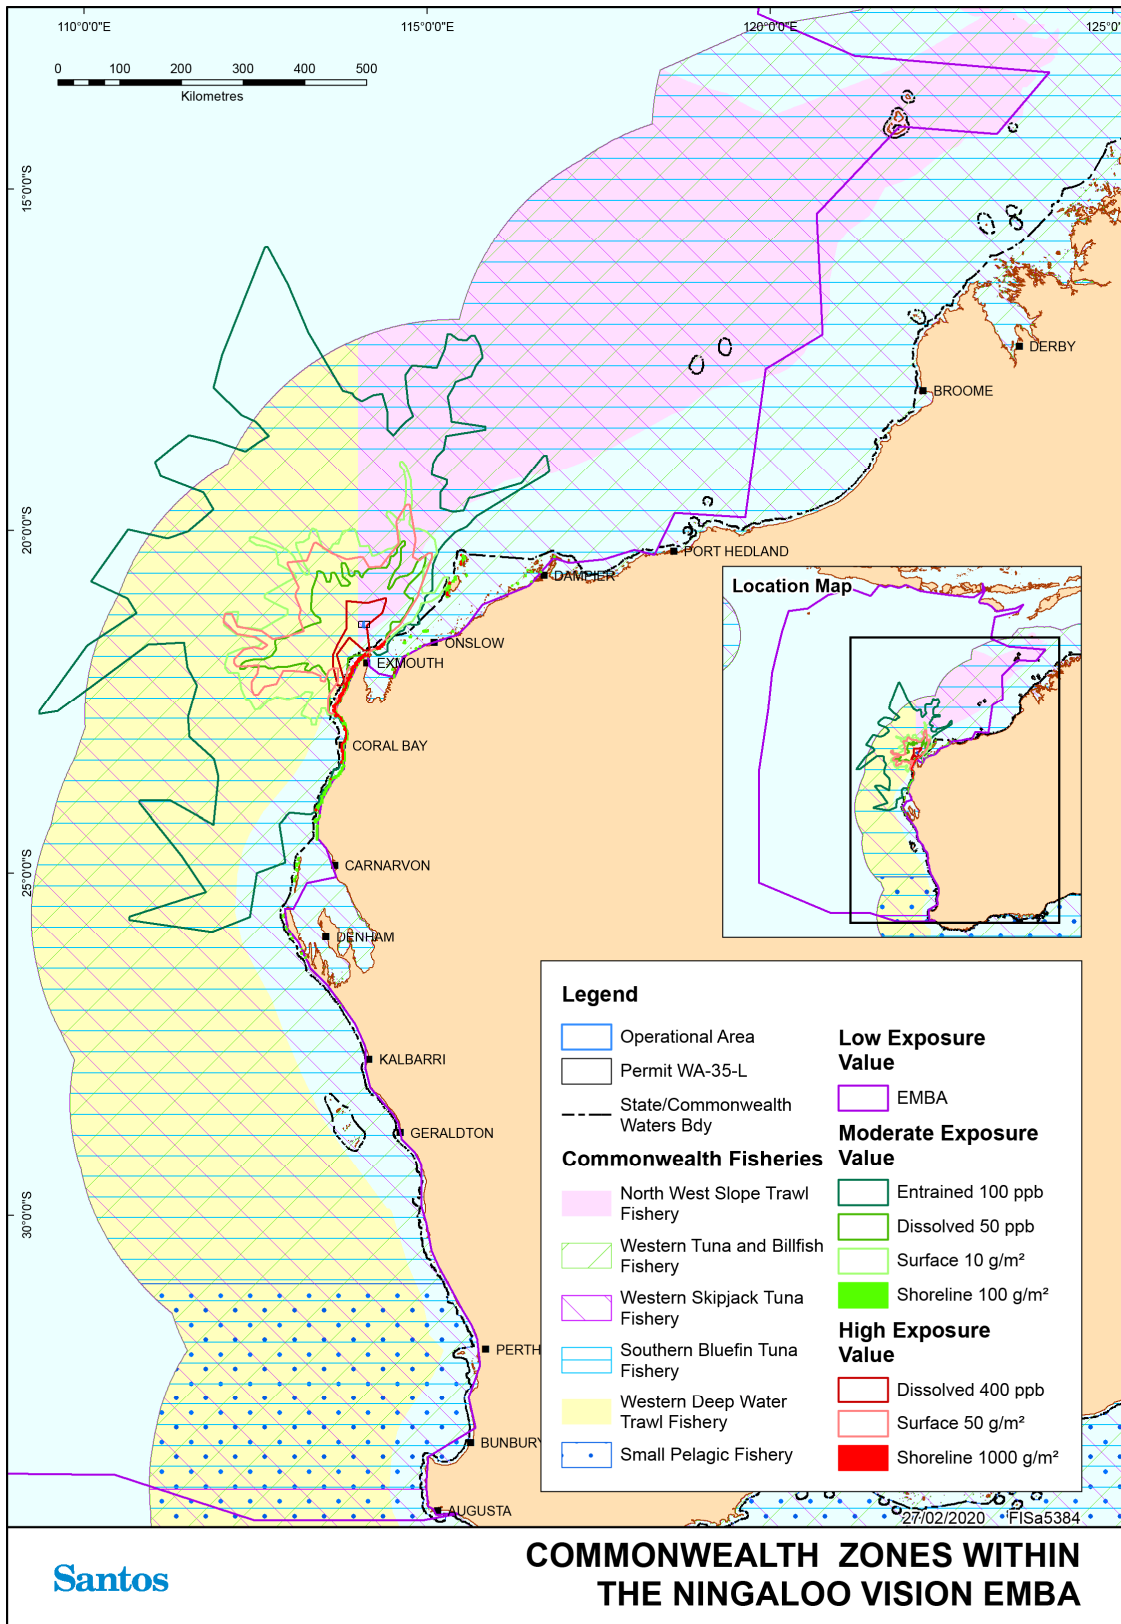 110°0'0"E
115°0'0"E
120°0'0"E
125°0'
0
100
200
300
400
500
Kilometres
15°0'0"S
20°0'0"S
25°0'0"S
30°0'0"S
DERBY
BROOME
PORT HEDLAND
DAMPIER
ONSLOW
EXMOUTH
CORAL BAY
CARNARVON
DENHAM
KALBARRI
GERALDTON
PERTH
BUNBURY
AUGUSTA
Location Map
Legend
Operational Area
Permit WA-35-L
State/Commonwealth
Waters Bdy
Commonwealth Fisheries
North West Slope Trawl
Fishery
Western Tuna and Billfish
Fishery
Western Skipjack Tuna
Fishery
Southern Bluefin Tuna
Fishery
Western Deep Water
Trawl Fishery
Small Pelagic Fishery
Low Exposure
Value
EMBA
Moderate Exposure
Value
Entrained 100 ppb
Dissolved 50 ppb
Surface 10 g/m²
Shoreline 100 g/m²
High Exposure
Value
Dissolved 400 ppb
Surface 50 g/m²
Shoreline 1000 g/m²
27/02/2020 FISa5384
Santos
COMMONWEALTH ZONES WITHIN
THE NINGALOO VISION EMBA